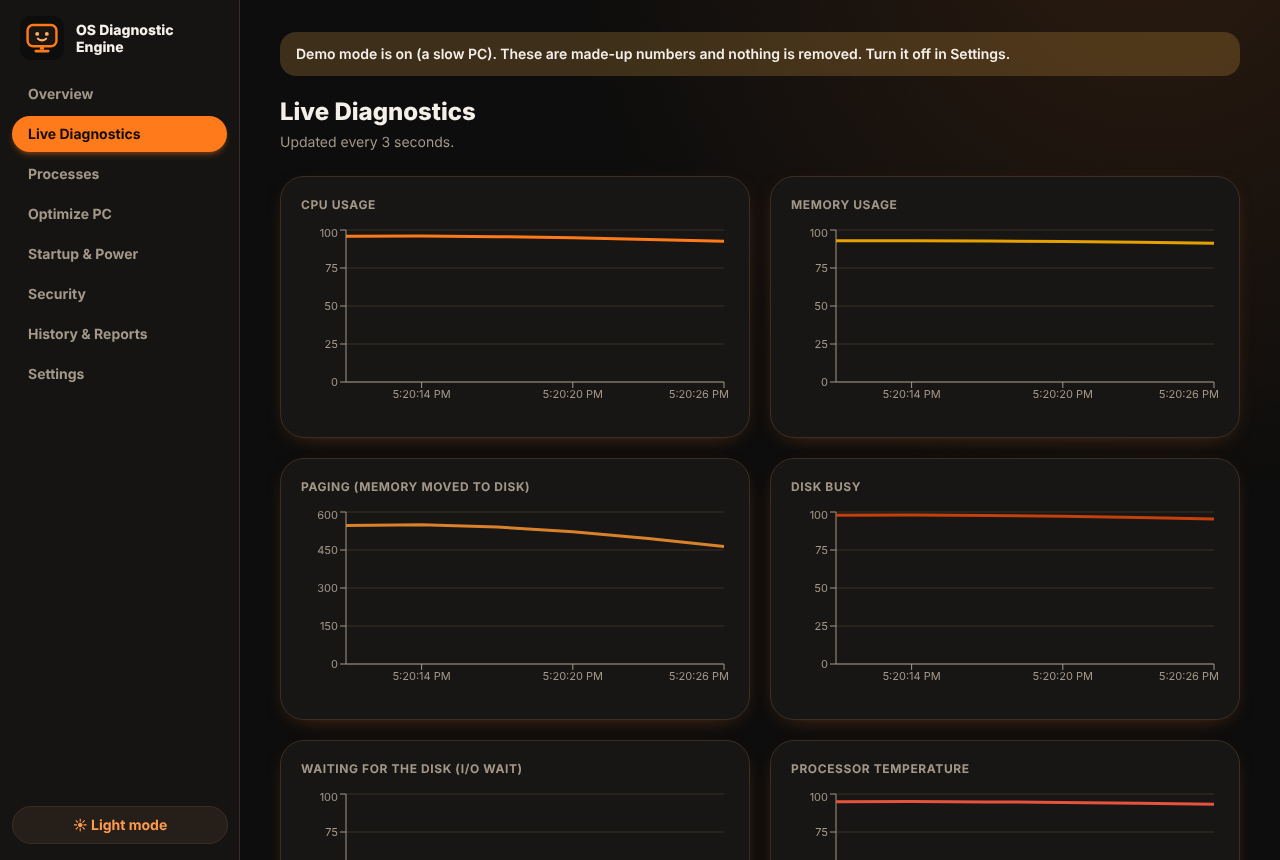 OS Diagnostic
Engine
Overview
Live Diagnostics
Processes
Optimize PC
Startup & Power
Security
History & Reports
Settings
☀ Light mode
Demo mode is on (a slow PC). These are made-up numbers and nothing is removed. Turn it off in Settings.
Live Diagnostics
Updated every 3 seconds.
CPU USAGE
100
75
50
25
0
5:20:14 PM 5:20:20 PM 5:20:26 PM
MEMORY USAGE
100
75
50
25
0
5:20:14 PM 5:20:20 PM 5:20:26 PM
PAGING (MEMORY MOVED TO DISK)
600
450
300
150
0
5:20:14 PM 5:20:20 PM 5:20:26 PM
DISK BUSY
100
75
50
25
0
5:20:14 PM 5:20:20 PM 5:20:26 PM
WAITING FOR THE DISK (I/O WAIT)
100
75
PROCESSOR TEMPERATURE
100
75